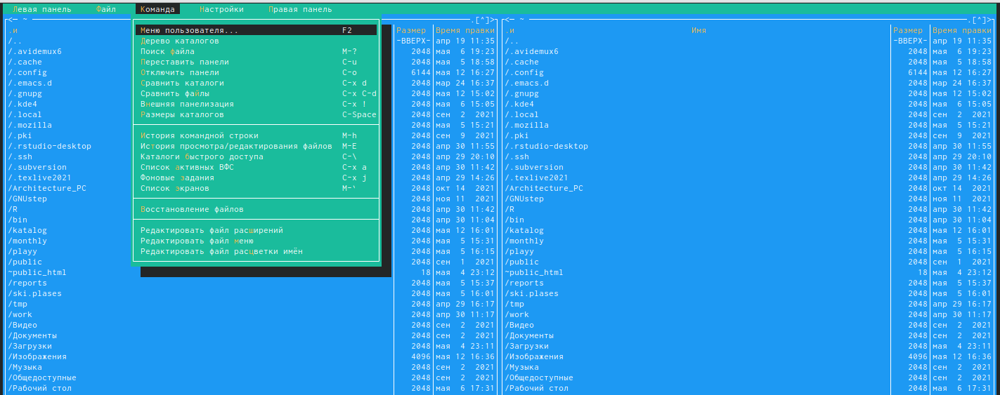 Левая панель Файл Команда Настройки Правая панель
<─ ~ .[^]> <─ ~ .[^]>
.и Меню пользователя... F2 Размер Время правки .и Имя Размер Время правки
/.. Дерево каталогов -ВВЕРХ- апр 19 11:35 /.. -ВВЕРХ- апр 19 11:35
/.avidemux6 Поиск файла M-? 2048 мая 6 19:23 /.avidemux6 2048 мая 6 19:23
/.cache Переставить панели C-u 2048 мая 5 18:58 /.cache 2048 мая 5 18:58
/.config Отключить панели C-o 6144 мая 12 16:27 /.config 6144 мая 12 16:27
/.emacs.d Сравнить каталоги C-x d 2048 мар 24 16:37 /.emacs.d 2048 мар 24 16:37
/.gnupg Сравнить файлы C-x C-d 2048 мая 12 15:02 /.gnupg 2048 мая 12 15:02
/.kde4 Внешняя панелизация C-x ! 2048 мая 6 15:05 /.kde4 2048 мая 6 15:05
/.local Размеры каталогов C-Space 2048 сен 2 2021 /.local 2048 сен 2 2021
/.mozilla 2048 мая 5 15:21 /.mozilla 2048 мая 5 15:21
/.pki История командной строки M-h 2048 сен 9 2021 /.pki 2048 сен 9 2021
/.rstudio-desktop История просмотра/редактирования файлов M-E 2048 апр 30 11:55 /.rstudio-desktop 2048 апр 30 11:55
/.ssh Каталоги быстрого доступа C-\ 2048 апр 29 20:10 /.ssh 2048 апр 29 20:10
/.subversion Список активных ВФС C-x a 2048 апр 30 11:42 /.subversion 2048 апр 30 11:42
/.texlive2021 Фоновые задания C-x j 2048 апр 29 14:26 /.texlive2021 2048 апр 29 14:26
/Architecture_PC Список экранов M-` 2048 окт 14 2021 /Architecture_PC 2048 окт 14 2021
/GNUstep 2048 ноя 11 2021 /GNUstep 2048 ноя 11 2021
/R Восстановление файлов 2048 апр 30 11:42 /R 2048 апр 30 11:42
/bin 2048 апр 30 11:04 /bin 2048 апр 30 11:04
/katalog Редактировать файл расширений 2048 мая 12 16:01 /katalog 2048 мая 12 16:01
/monthly Редактировать файл меню 2048 мая 5 15:31 /monthly 2048 мая 5 15:31
/playy Редактировать файл расцветки имён 2048 мая 5 16:15 /playy 2048 мая 5 16:15
/public 2048 сен 1 2021 /public 2048 сен 1 2021
~public_html 18 мая 4 23:12 ~public_html 18 мая 4 23:12
/reports 2048 мая 5 15:37 /reports 2048 мая 5 15:37
/ski.plases 2048 мая 5 16:01 /ski.plases 2048 мая 5 16:01
/tmp 2048 апр 29 16:17 /tmp 2048 апр 29 16:17
/work 2048 апр 30 11:17 /work 2048 апр 30 11:17
/Видео 2048 сен 2 2021 /Видео 2048 сен 2 2021
/Документы 2048 сен 2 2021 /Документы 2048 сен 2 2021
/Загрузки 2048 мая 4 23:11 /Загрузки 2048 мая 4 23:11
/Изображения 4096 мая 12 16:36 /Изображения 4096 мая 12 16:36
/Музыка 2048 сен 2 2021 /Музыка 2048 сен 2 2021
/Общедоступные 2048 сен 2 2021 /Общедоступные 2048 сен 2 2021
/Рабочий стол 2048 мая 6 17:31 /Рабочий стол 2048 мая 6 17:31